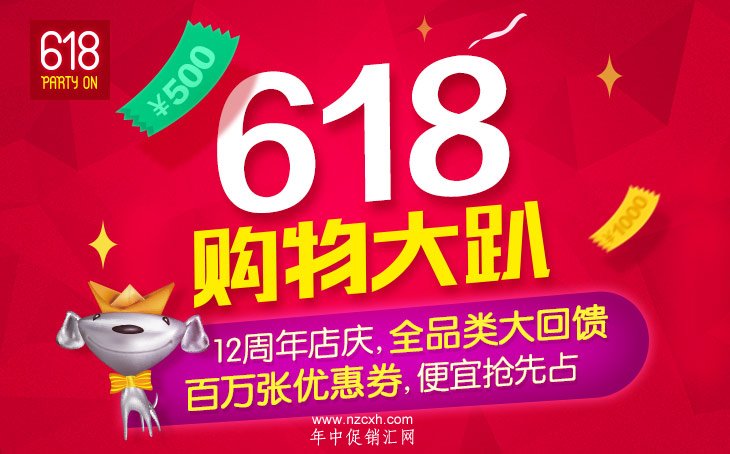 618
PARTY ON
¥500
618
¥1000
购物大趴
12周年店庆,全品类大回馈
百万张优惠券,便宜抢先占
www.nzcxh.com
年中促销汇网